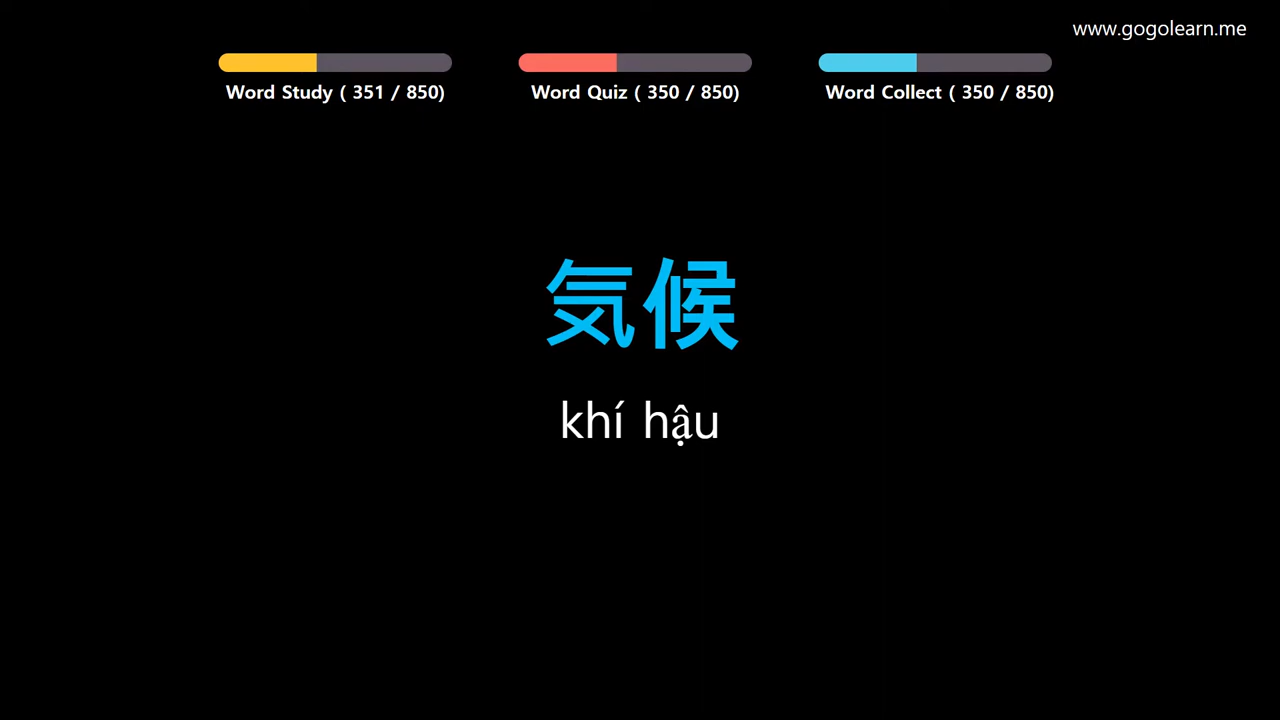 www.gogolearn.me
Word Study ( 351 / 850)
Word Quiz ( 350 / 850)
Word Collect ( 350 / 850)
気候
khí hậu